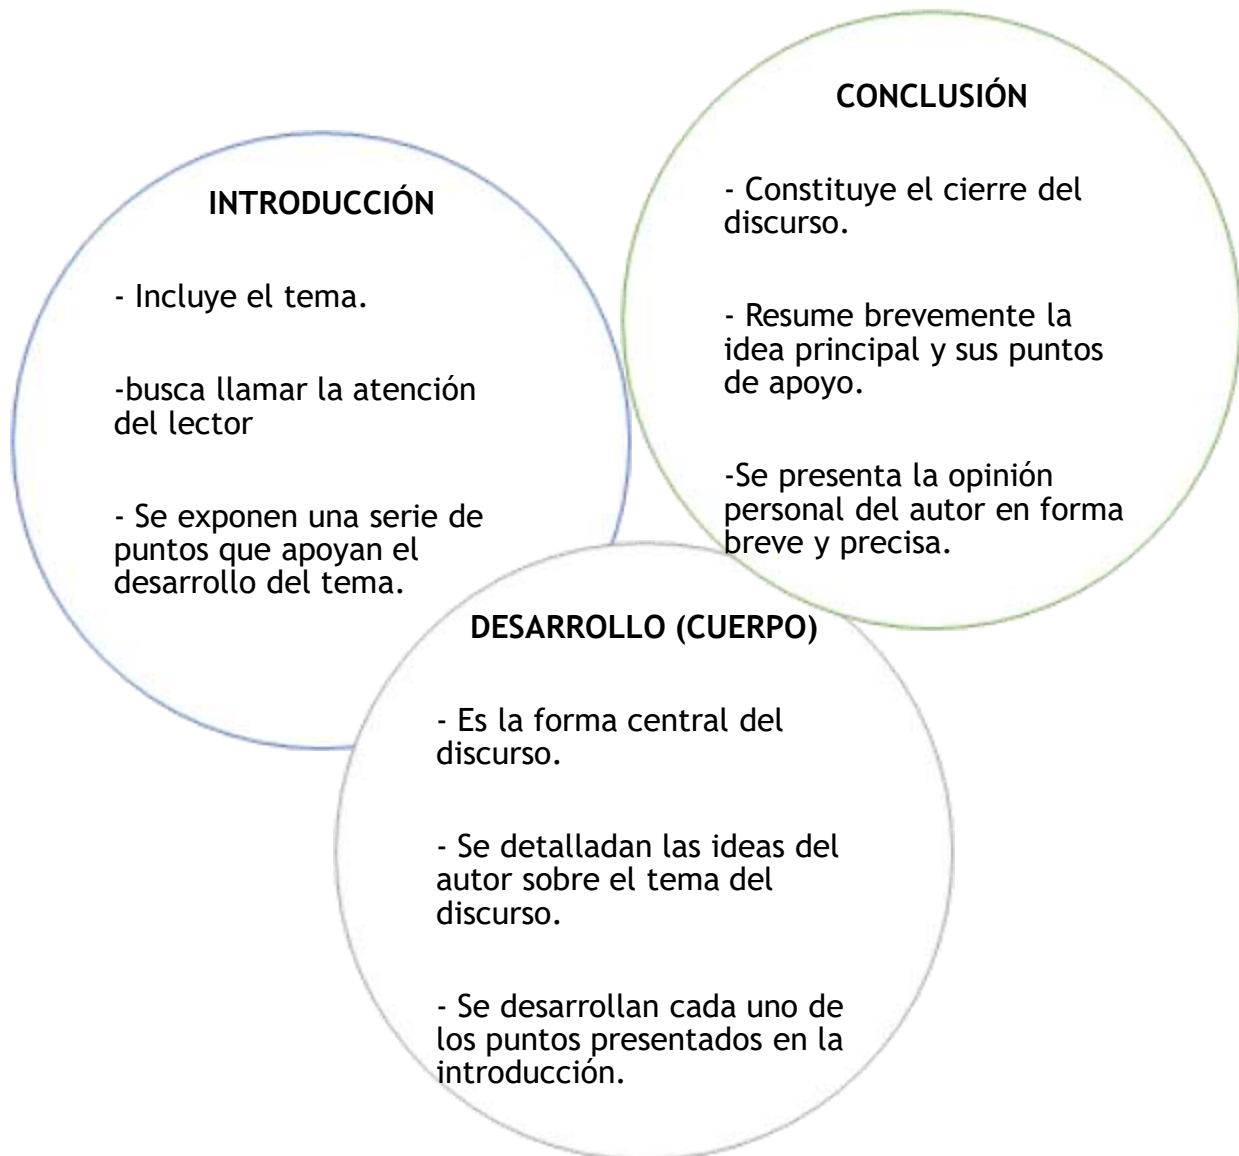 INTRODUCCIÓN
- Incluye el tema.
-busca llamar la atención
del lector
- Se exponen una serie de
puntos que apoyan el
desarrollo del tema.
DESARROLLO (CUERPO)
- Es la forma central del
discurso.
- Se detalladan las ideas del
autor sobre el tema del
discurso.
- Se desarrollan cada uno de
los puntos presentados en la
introducción.
CONCLUSIÓN
- Constituye el cierre del
discurso.
- Resume brevemente la
idea principal y sus puntos
de apoyo.
-Se presenta la opinión
personal del autor en forma
breve y precisa.